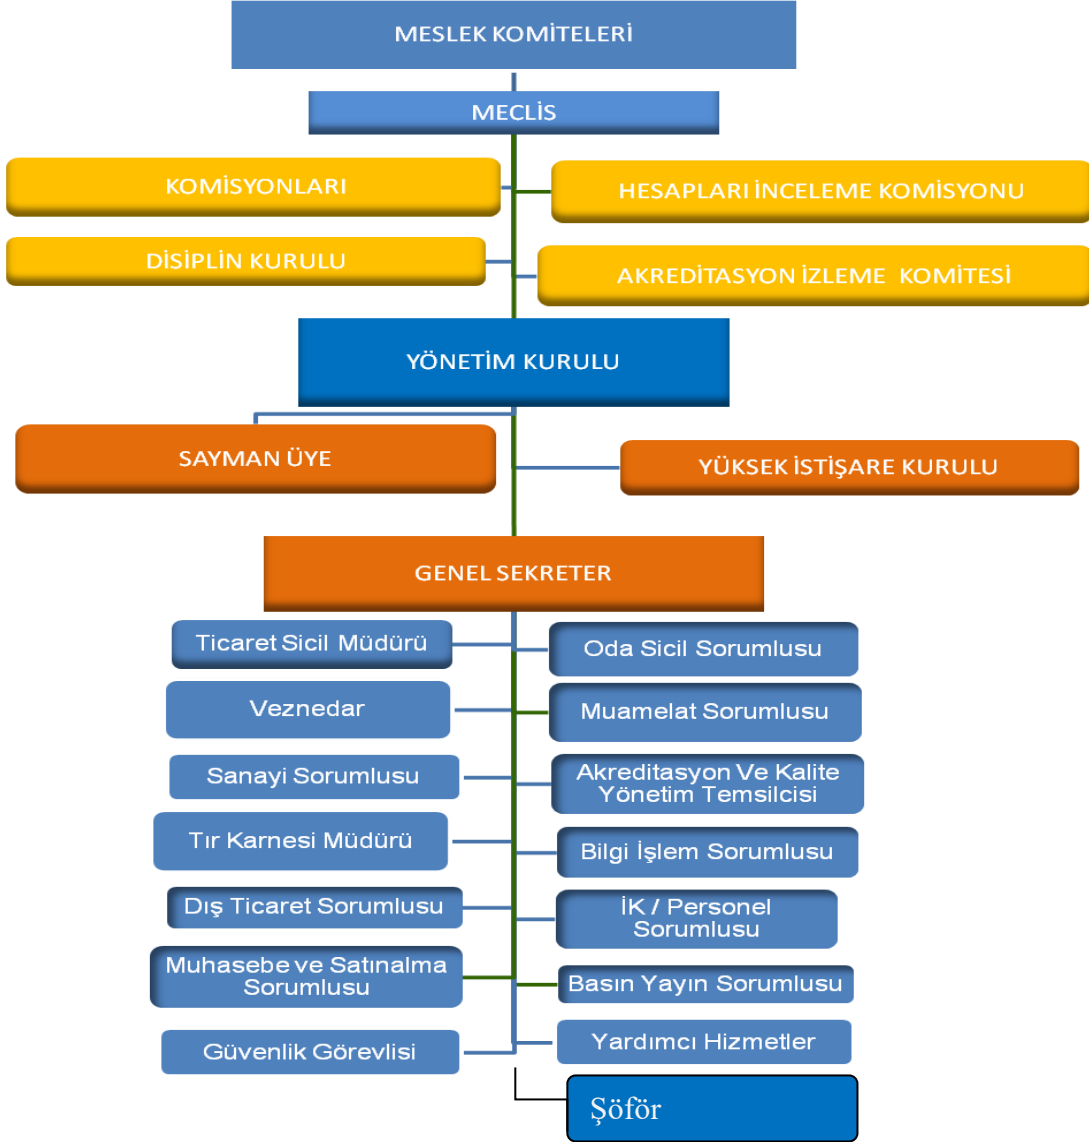 MESLEK KOMİTELERİ
MECLİS
KOMİSYONLARI
HESAPLARI İNCELEME KOMİSYONU
DİSİPLİN KURULU
AKREDİTASYON İZLEME KOMİTESİ
YÖNETİM KURULU
SAYMAN ÜYE
YÜKSEK İSTİŞARE KURULU
GENEL SEKRETER
Ticaret Sicil Müdürü
Oda Sicil Sorumlusu
Veznedar
Muamelat Sorumlusu
Sanayi Sorumlusu
Akreditasyon Ve Kalite
Yönetim Temsilcisi
Tır Karnesi Müdürü
Bilgi İşlem Sorumlusu
Dış Ticaret Sorumlusu
İK / Personel
Sorumlusu
Muhasebe ve Satınalma
Sorumlusu
Basın Yayın Sorumlusu
Güvenlik Görevlisi
Yardımcı Hizmetler
Şöför